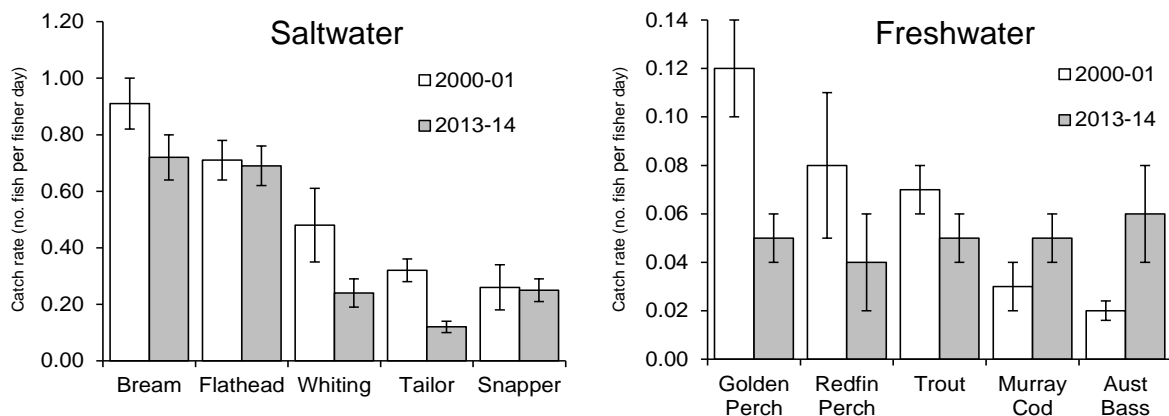 Saltwater
Catch rate (no. fish per fisher day)
1.20
1.00
0.80
0.60
0.40
0.20
0.00
2000-01
2013-14
Bream Flathead Whiting Tailor Snapper
Freshwater
Catch rate (no. fish per fisher day)
0.14
0.12
0.10
0.08
0.06
0.04
0.02
0.00
2000-01
2013-14
Golden Redfin Trout Murray Aust
Perch Perch Cod Bass